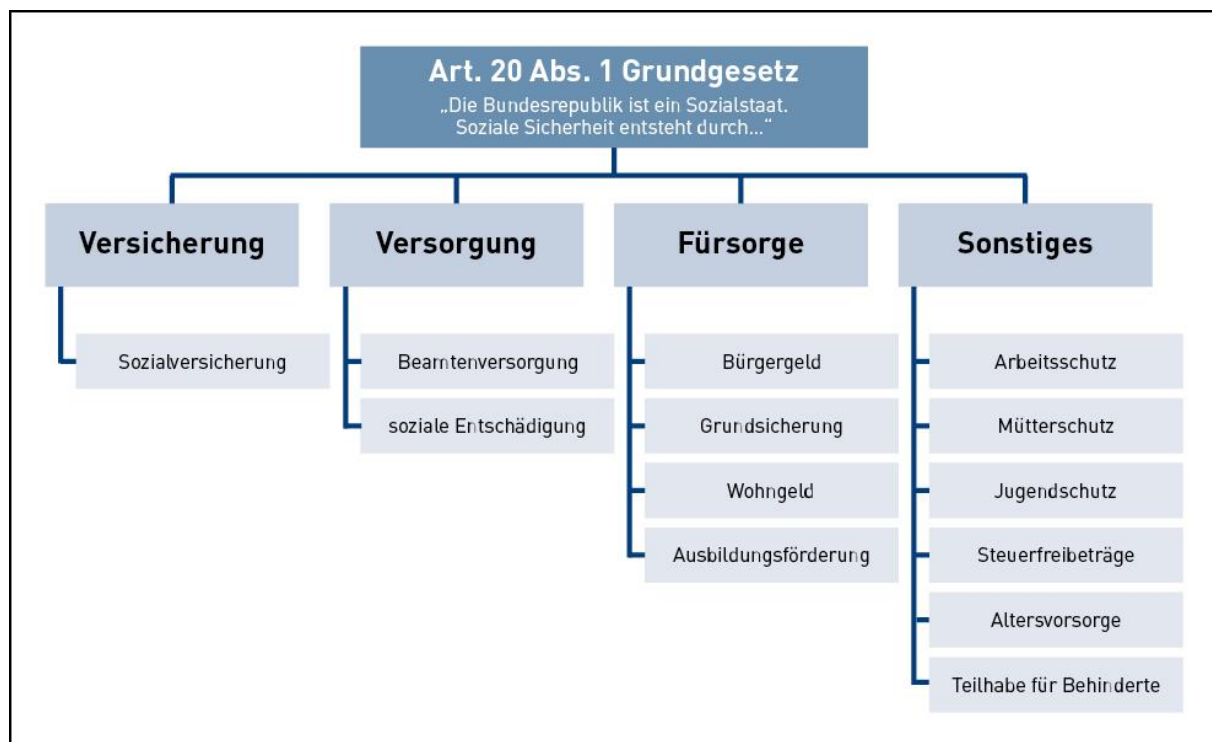 Art. 20 Abs. 1 Grundgesetz
„Die Bundesrepublik ist ein Sozialstaat.
Soziale Sicherheit entsteht durch...“
Versicherung
Versorgung
Fürsorge
Sonstiges
Sozialversicherung
Beamtenversorgung
soziale Entschädigung
Bürgergeld
Grundsicherung
Wohngeld
Ausbildungsförderung
Arbeitsschutz
Mütterschutz
Jugendschutz
Steuerfreibeträge
Altersvorsorge
Teilhabe für Behinderte